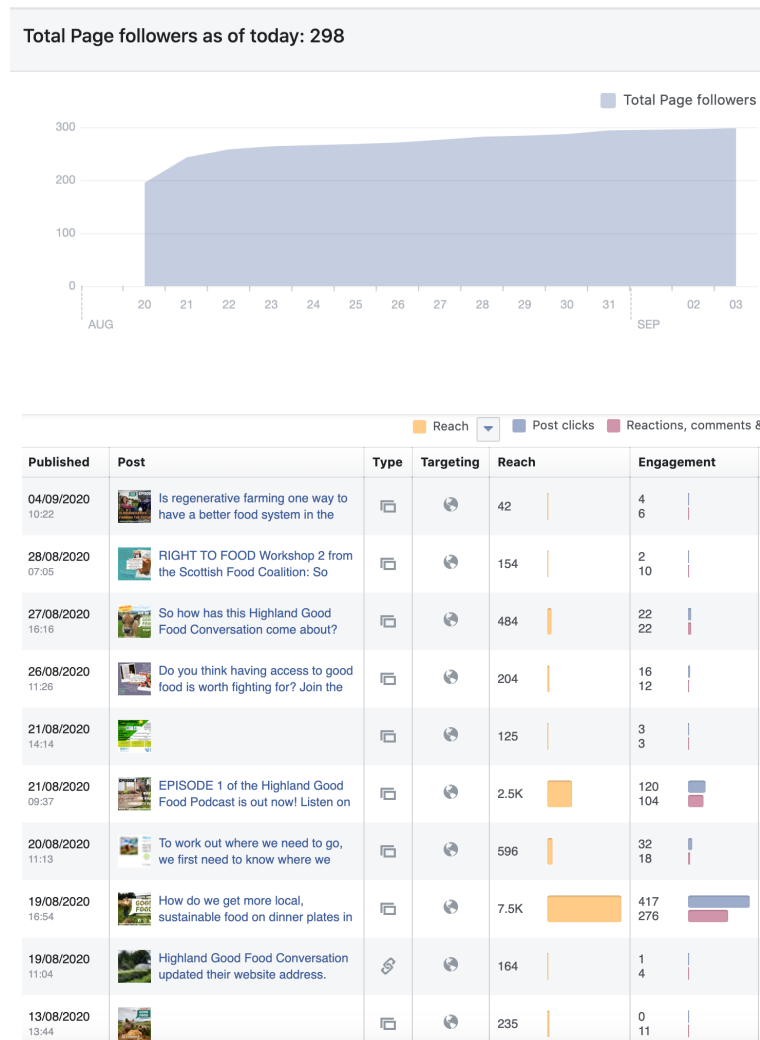 Total Page followers as of today: 298
Total Page followers
300
200
100
0
20 21 22 23 24 25 26 27 28 29 30 31 02 03
AUG SEP
Reach Post clicks Reactions, comments &
Published Post Type Targeting Reach Engagement
04/09/2020
10:22
Is regenerative farming one way to
have a better food system in the
42
4
6
28/08/2020
07:05
RIGHT TO FOOD Workshop 2 from
the Scottish Food Coalition: So
154
2
10
27/08/2020
16:16
So how has this Highland Good
Food Conversation come about?
484
22
22
26/08/2020
11:26
Do you think having access to good
food is worth fighting for? Join the
204
16
12
21/08/2020
14:14
125
3
3
21/08/2020
09:37
EPISODE 1 of the Highland Good
Food Podcast is out now! Listen on
2.5K
120
104
20/08/2020
11:13
To work out where we need to go,
we first need to know where we
596
32
18
19/08/2020
16:54
How do we get more local,
sustainable food on dinner plates in
7.5K
417
276
19/08/2020
11:04
Highland Good Food Conversation
updated their website address.
164
1
4
13/08/2020
13:44
235
0
11